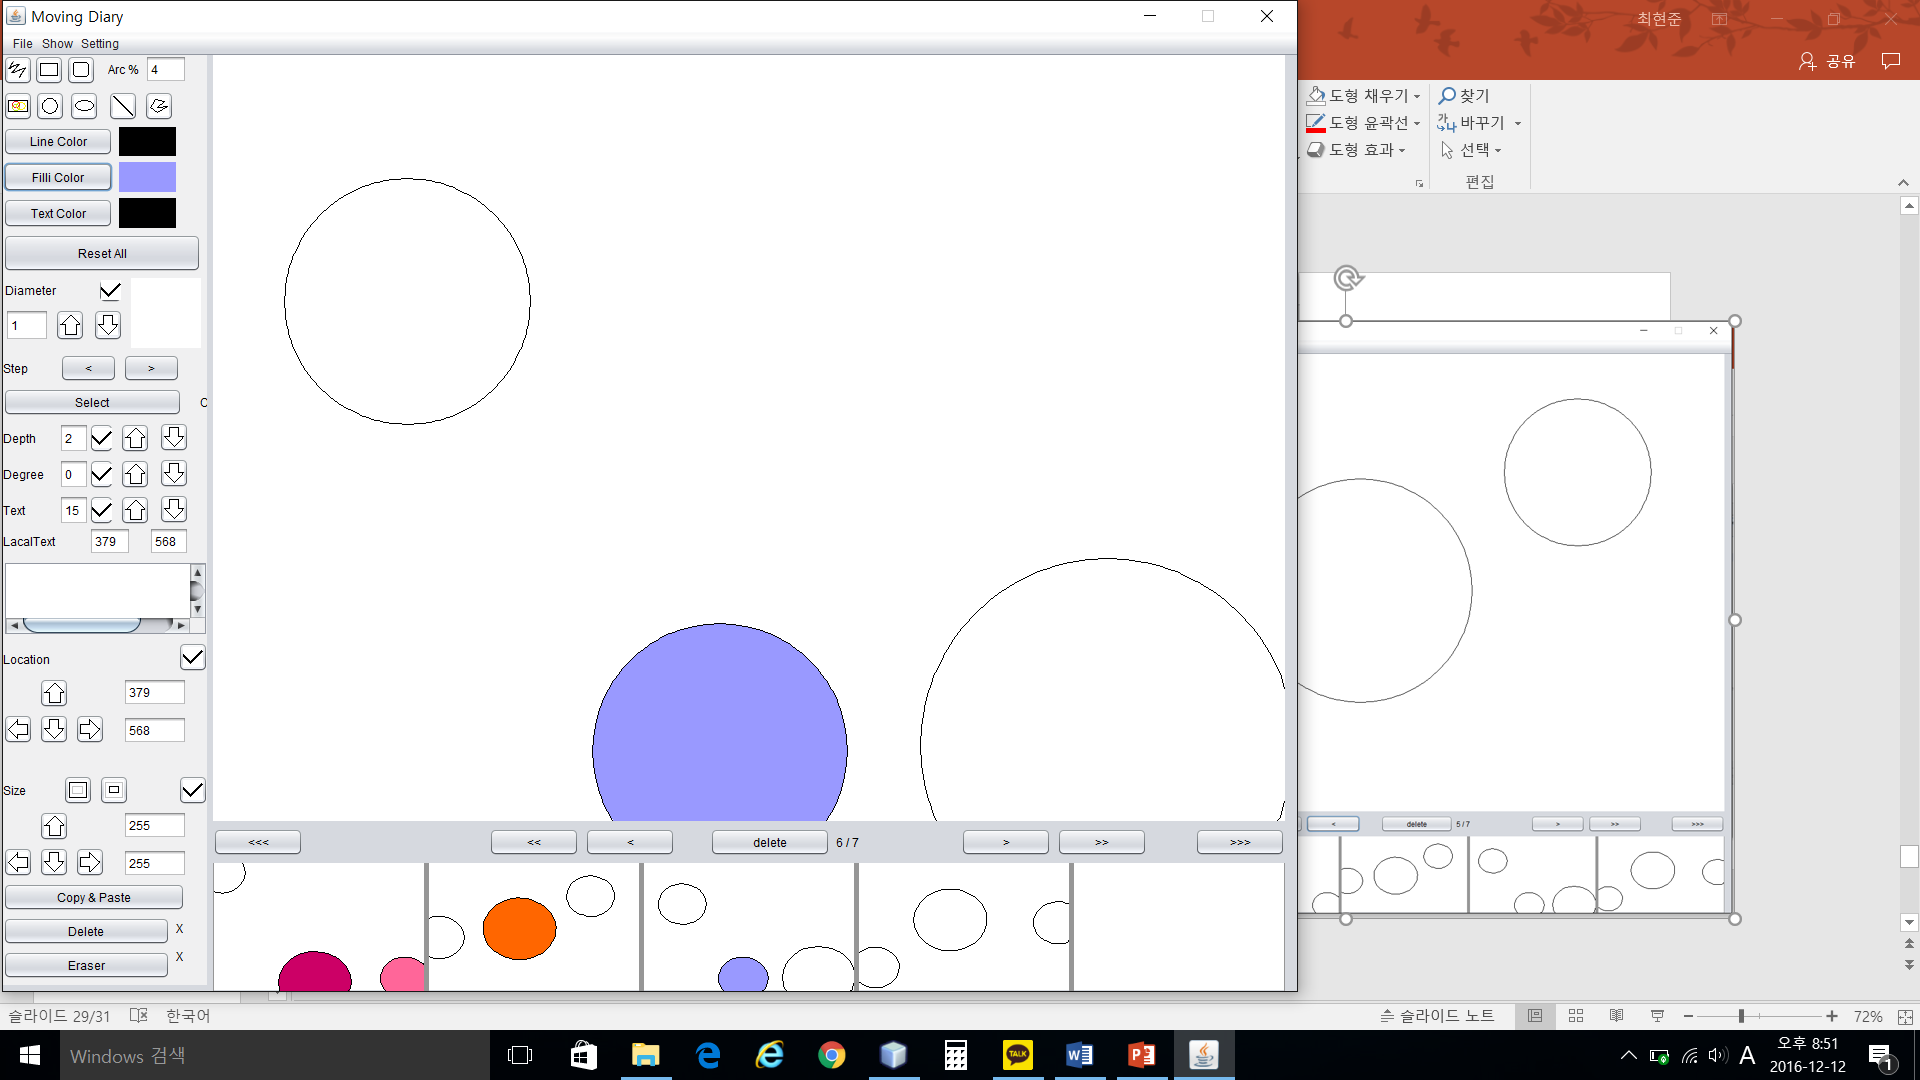 Moving Diary
File Show Setting
Arc % 4
Line Color
Filli Color
Text Color
Reset All
Diameter
1
Step < >
Select C
Depth 2
Degree 0
Text 15
LacalText 379 568
Location
379
568
Size
255
255
Copy & Paste
Delete X
Eraser X
<<< << < delete 6 / 7 > >> >>>
최현준
공유
도형 채우기
도형 윤곽선
도형 효과
찾기
바꾸기
선택
편집
< delete 5 / 7 > >> >>>
슬라이드 29/31 한국어
슬라이드 노트
72%
Windows 검색
TALK
A
오후 8:51
2016-12-12
1